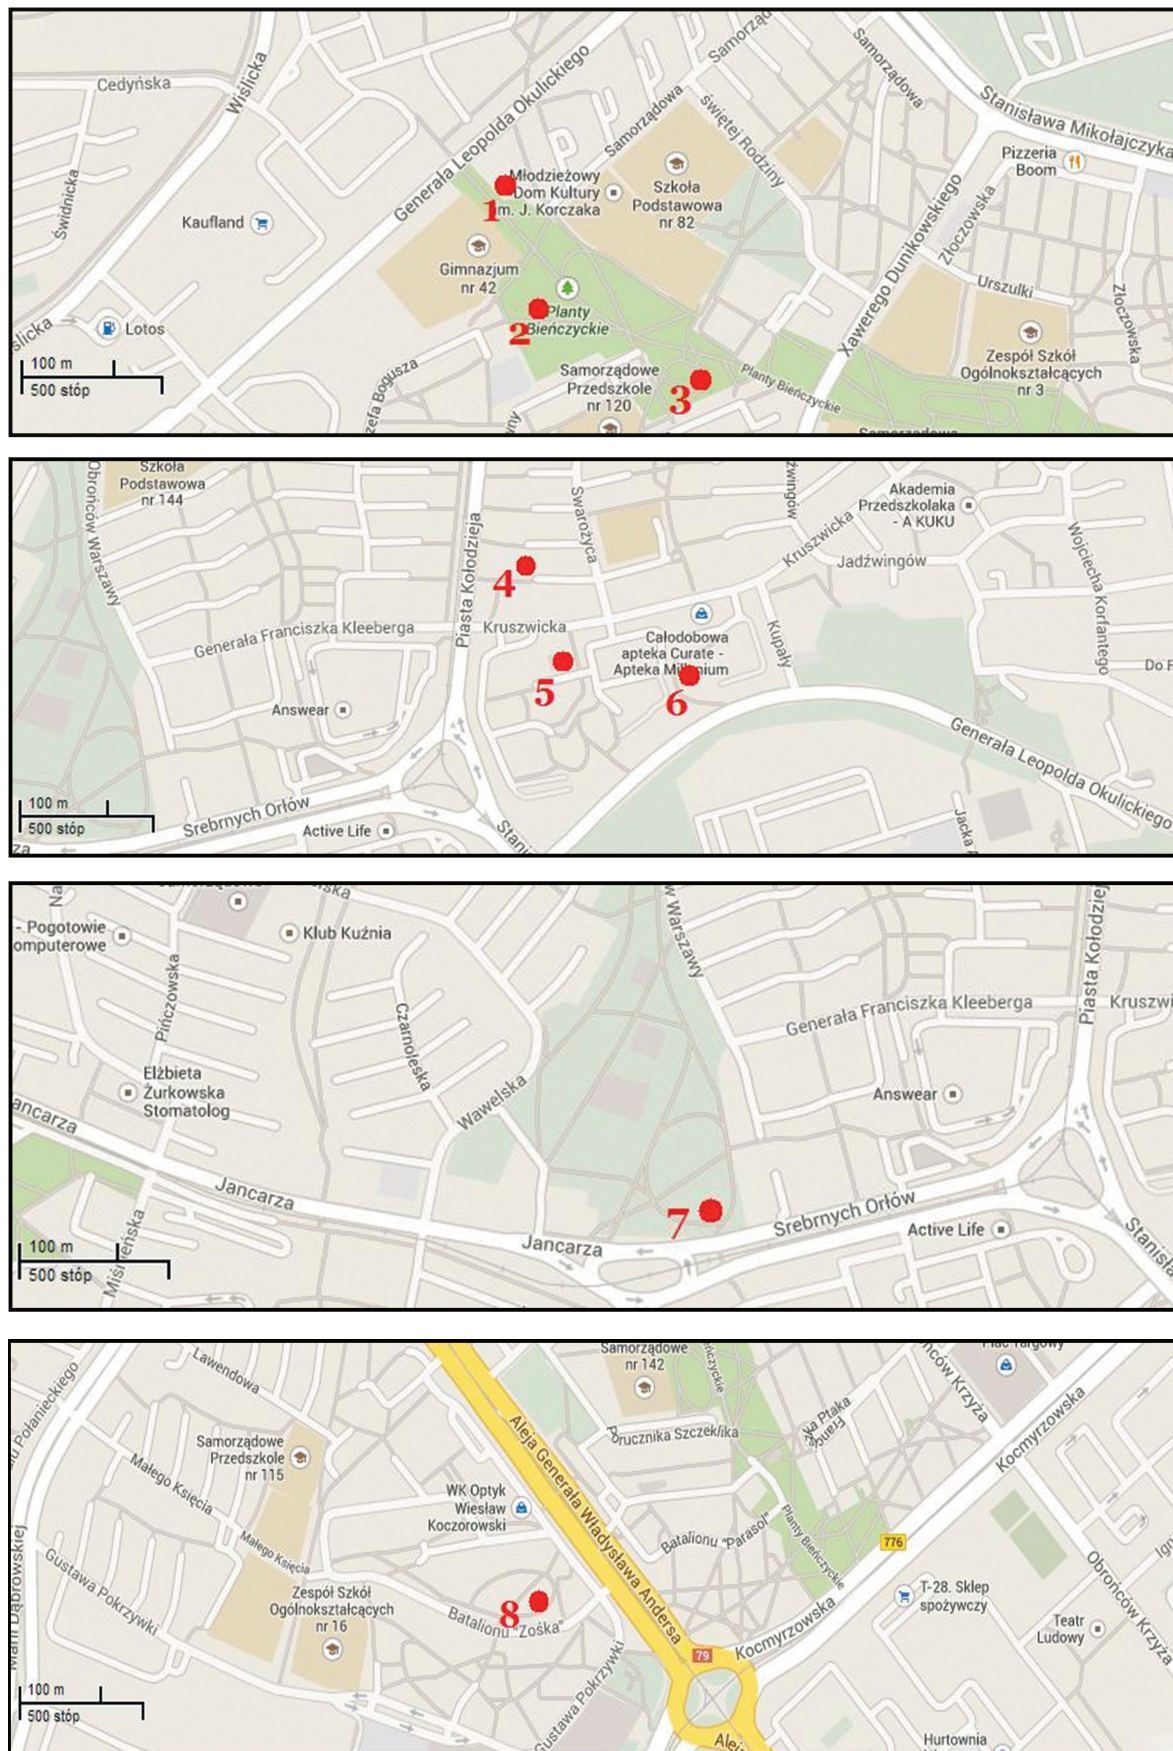 Cedyńska
Wiślicka
Świdnicka
Kaufland
Lotos
100 m
500 stóp
Generała Leopolda Okulickiego
Samorządowa
Młodzieżowy
Dom Kultury
im. J. Korczaka
1
Gimnazjum
nr 42
Szkoła
Podstawowa
nr 82
świętej Rodziny
Samorządowa
Stanisława Mikołajczyka
Pizzeria
Boom
Planty
Bieńczyckie
2
Samorządowe
Przedszkole
nr 120
3
Planty Bieńczyckie
Xawerego Dunikowskiego
Złoczowska
Urszulki
Złoczowska
Zespół Szkół
Ogólnokształcących
nr 3
Szkoła
Podstawowa
nr 144
Obrońców Warszawy
Piasta Kołodzieja
Swarożyca
Akademia
Przedszkolaka
- A KUKU
Kruszwicka
Jadźwingów
Wojciecha Korfantego
4
Generała Franciszka Kleeberga
Kruszwicka
Całodobowa
apteka Curate -
Apteka Millenium
Kupały
5
6
Answear
Generała Leopolda Okulickiego
100 m
500 stóp
Srebrnych Orłów
Active Life
- Pogotowie
Klub Kuźnia
Pińczowska
Czarnoleska
Wawelska
Elżbieta
Żurkowska
Stomatolog
Generała Franciszka Kleeberga
Answear
Jancarza
Jancarza
7
Srebrnych Orłów
Active Life
100 m
500 stóp
Lawendowa
Samorządowe
nr 142
Samorządowe
Przedszkole
nr 115
Małego Księcia
Małego Księcia
Gustawa Pokrzywki
WK Optyk
Wiesław
Koczorowski
Aleja Generała Władysława Andersa
Porucznika Szczeklika
Batalionu "Parasol"
Planty Bieńczyckie
Kocmyrzowska
776
Zespół Szkół
Ogólnokształcących
nr 16
8
Batalionu "Zośka"
Gustawa Pokrzywki
79
Kocmyrzowska
T-28. Sklep
spożywczy
Teatr
Ludowy
Obrońców Krzyża
100 m
500 stóp
Hurtownia